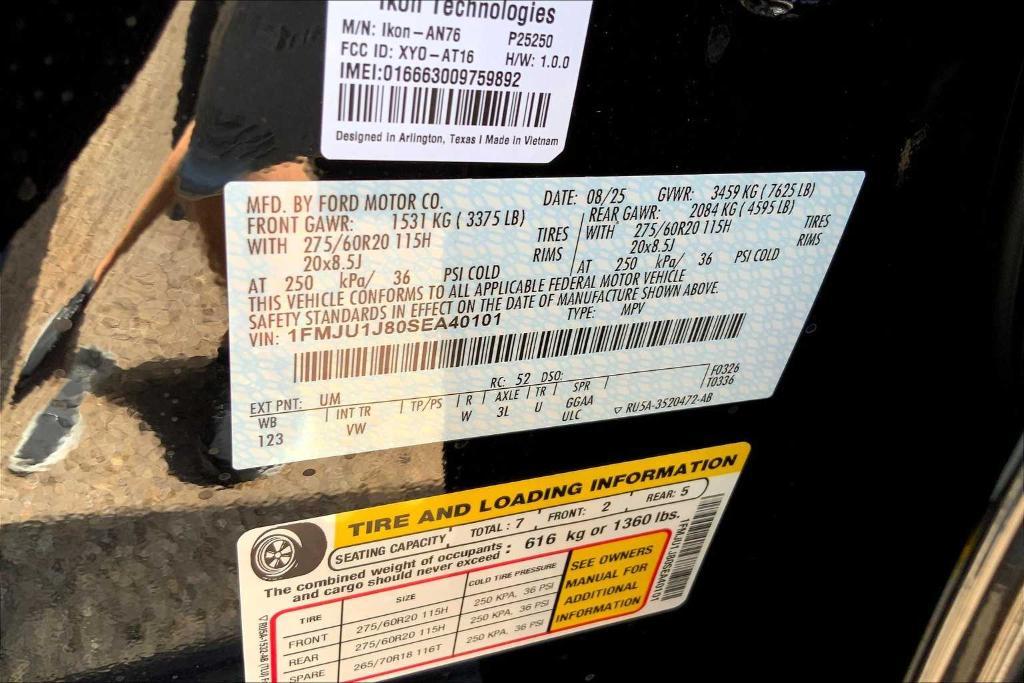 Ikon Technologies
M/N: Ikon-AN76 P25250
FCC ID: XYO-AT16 H/W: 1.0.0
IMEI:016663009759892
Designed In Arlington, Texas I Made in Vietnam
MFD. BY FORD MOTOR CO. DATE: 08/25 GVWR: 3459 KG ( 7625 LB)
FRONT GAWR: 1531 KG ( 3375 LB) REAR GAWR: 2084 KG ( 4595 LB)
WITH 275/60R20 115H TIRES WITH 275/60R20 115H TIRES
20x8.5J RIMS 20x8.5J RIMS
AT 250 kPa/ 36 PSI COLD AT 250 kPa/ 36 PSI COLD
THIS VEHICLE CONFORMS TO ALL APPLICABLE FEDERAL MOTOR VEHICLE
SAFETY STANDARDS IN EFFECT ON THE DATE OF MANUFACTURE SHOWN ABOVE.
VIN: 1FMJU1J80SEA40101 TYPE: MPV
EXT PNT: UM RC: 52 DSO: F0326
WB INT TR TP/PS R AXLE TR SPR T0336
123 VW W 3L U GGAA
ULC ▽ RU5A-3520472-AB
TIRE AND LOADING INFORMATION
SEATING CAPACITY TOTAL: 7 FRONT: 2 REAR: 5
The combined weight of occupants and cargo should never exceed : 616 kg or 1360 lbs.
TIRE SIZE COLD TIRE PRESSURE
FRONT 275/60R20 115H 250 KPA, 36 PSI
REAR 275/60R20 115H 250 KPA, 36 PSI
SPARE 265/70R18 116T 250 KPA, 36 PSI
SEE OWNERS
MANUAL FOR
ADDITIONAL
INFORMATION
1FMJU1J80SEA40101